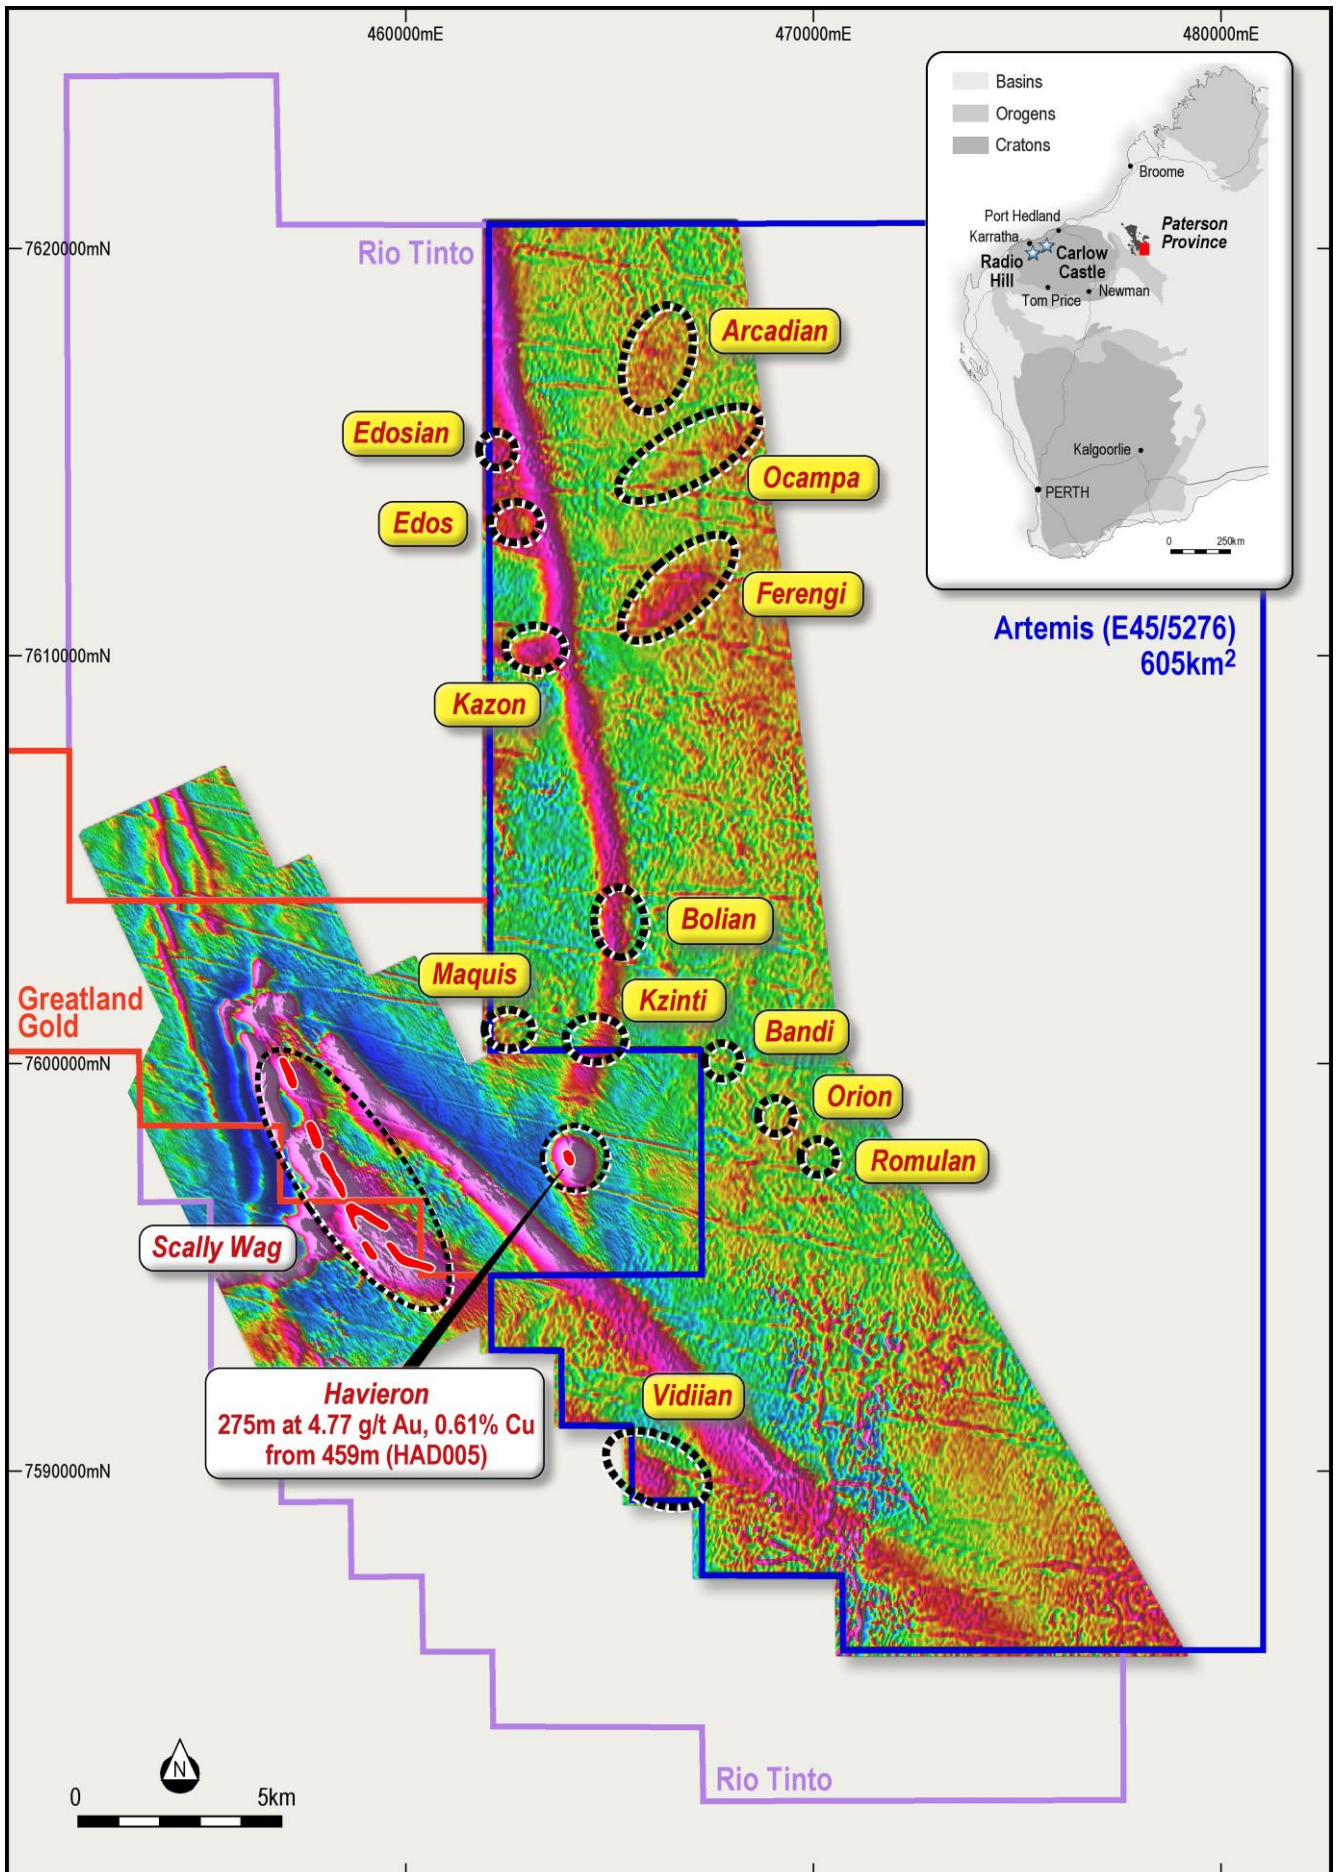 460000mE
470000mE
480000mE
7620000mN
7610000mN
7600000mN
7590000mN
Basins
Orogens
Cratons
Broome
Port Hedland
Karratha
Paterson
Province
Radio
Hill
Carlow
Castle
Tom Price
Newman
Kalgoorlie
PERTH
0 250km
Rio Tinto
Arcadian
Edosian
Ocampa
Edos
Ferengi
Artemis (E45/5276)
605km²
Kazon
Bolian
Maquis
Kzinti
Greatland
Gold
Bandi
Orion
Romulan
Scally Wag
Havieron
275m at 4.77 g/t Au, 0.61% Cu
from 459m (HAD005)
Vidiian
N
0 5km
Rio Tinto